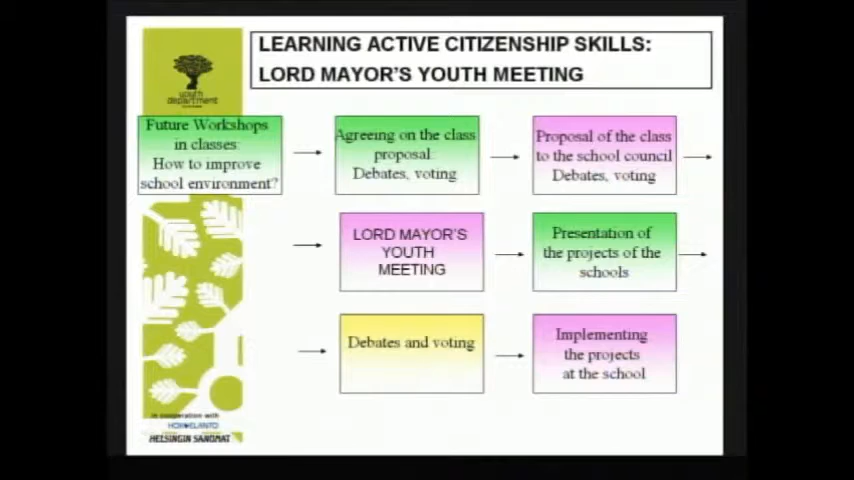 LEARNING ACTIVE CITIZENSHIP SKILLS:
LORD MAYOR'S YOUTH MEETING
youth
department
Future Workshops
in classes:
How to improve
school environment?
Agreeing on the class
proposal
Debates, voting
Proposal of the class
to the school council
Debates, voting
LORD MAYOR'S
YOUTH
MEETING
Presentation of
the projects of the
schools
Debates and voting
Implementing
the projects
at the school
In cooperation with
HOK-ELANTO
HELSINGIN SANOMAT